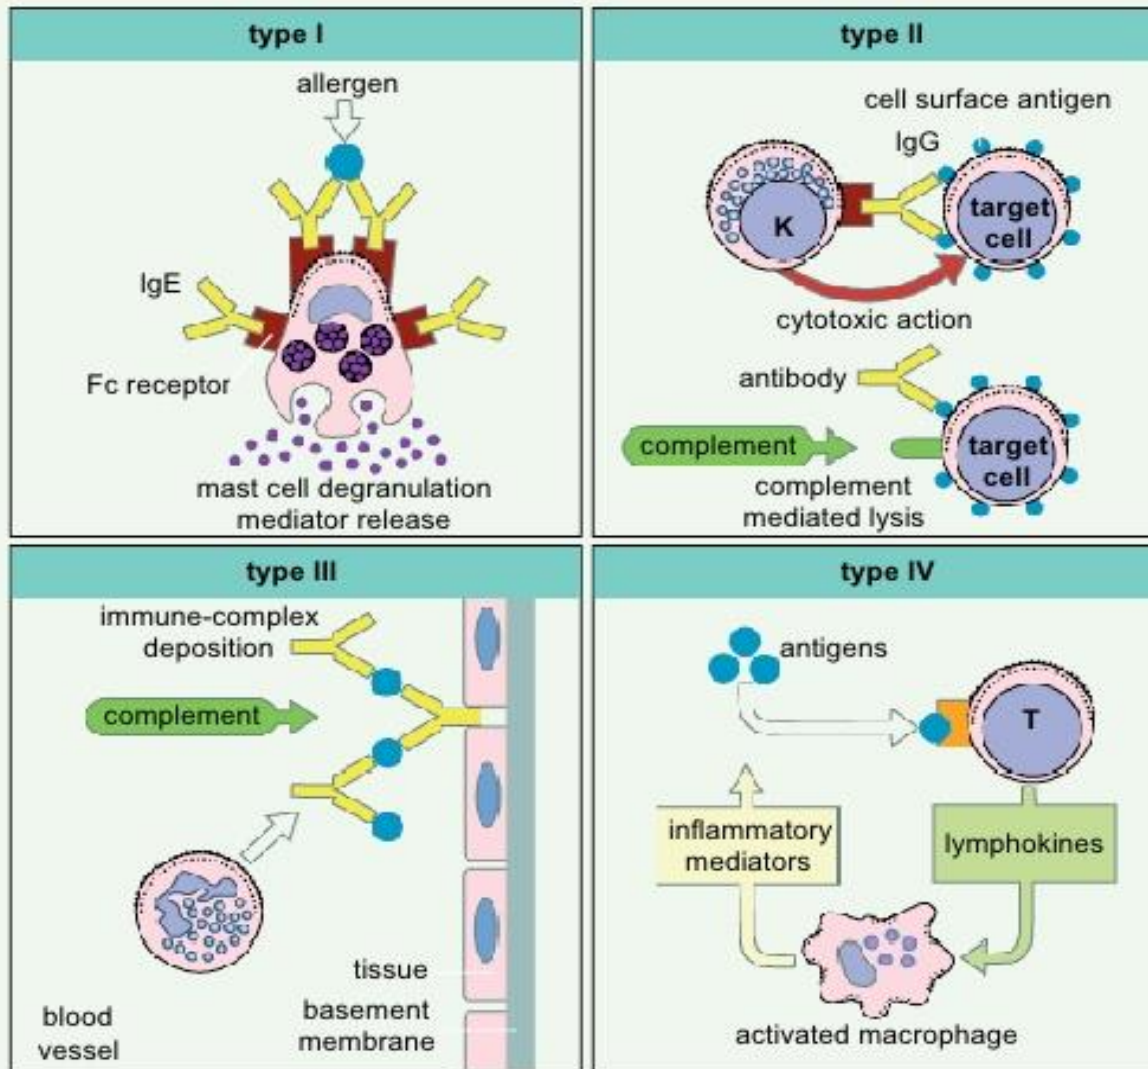 type I
allergen
IgE
Fc receptor
mast cell degranulation
mediator release
type II
cell surface antigen
IgG
K
target
cell
cytotoxic action
antibody
complement
target
cell
complement
mediated lysis
type III
immune-complex
deposition
complement
tissue
basement
membrane
blood
vessel
type IV
antigens
T
inflammatory
mediators
lymphokines
activated macrophage